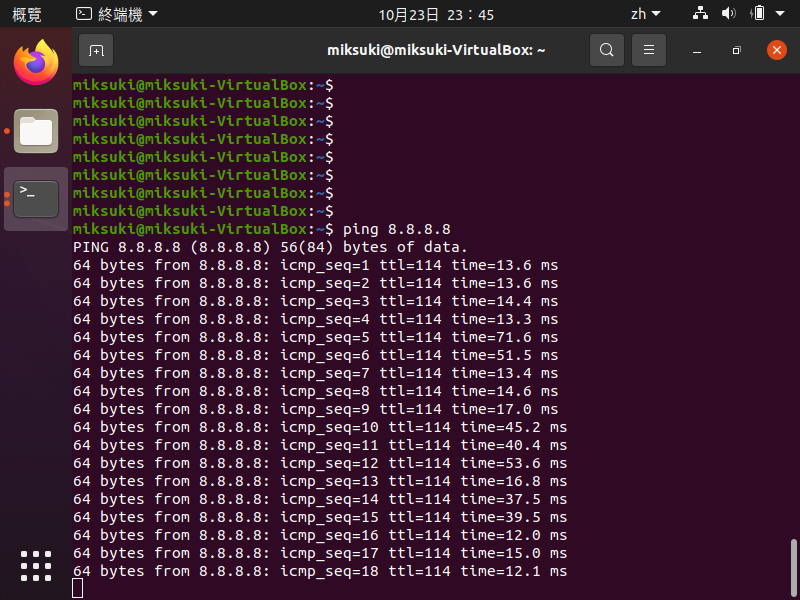 概覽 終端機 10月23日 23：45 zh
miksuki@miksuki-VirtualBox: ~
miksuki@miksuki-VirtualBox:~$
miksuki@miksuki-VirtualBox:~$
miksuki@miksuki-VirtualBox:~$
miksuki@miksuki-VirtualBox:~$
miksuki@miksuki-VirtualBox:~$
miksuki@miksuki-VirtualBox:~$
miksuki@miksuki-VirtualBox:~$
miksuki@miksuki-VirtualBox:~$
miksuki@miksuki-VirtualBox:~$ ping 8.8.8.8
PING 8.8.8.8 (8.8.8.8) 56(84) bytes of data.
64 bytes from 8.8.8.8: icmp_seq=1 ttl=114 time=13.6 ms
64 bytes from 8.8.8.8: icmp_seq=2 ttl=114 time=13.6 ms
64 bytes from 8.8.8.8: icmp_seq=3 ttl=114 time=14.4 ms
64 bytes from 8.8.8.8: icmp_seq=4 ttl=114 time=13.3 ms
64 bytes from 8.8.8.8: icmp_seq=5 ttl=114 time=71.6 ms
64 bytes from 8.8.8.8: icmp_seq=6 ttl=114 time=51.5 ms
64 bytes from 8.8.8.8: icmp_seq=7 ttl=114 time=13.4 ms
64 bytes from 8.8.8.8: icmp_seq=8 ttl=114 time=14.6 ms
64 bytes from 8.8.8.8: icmp_seq=9 ttl=114 time=17.0 ms
64 bytes from 8.8.8.8: icmp_seq=10 ttl=114 time=45.2 ms
64 bytes from 8.8.8.8: icmp_seq=11 ttl=114 time=40.4 ms
64 bytes from 8.8.8.8: icmp_seq=12 ttl=114 time=53.6 ms
64 bytes from 8.8.8.8: icmp_seq=13 ttl=114 time=16.8 ms
64 bytes from 8.8.8.8: icmp_seq=14 ttl=114 time=37.5 ms
64 bytes from 8.8.8.8: icmp_seq=15 ttl=114 time=39.5 ms
64 bytes from 8.8.8.8: icmp_seq=16 ttl=114 time=12.0 ms
64 bytes from 8.8.8.8: icmp_seq=17 ttl=114 time=15.0 ms
64 bytes from 8.8.8.8: icmp_seq=18 ttl=114 time=12.1 ms